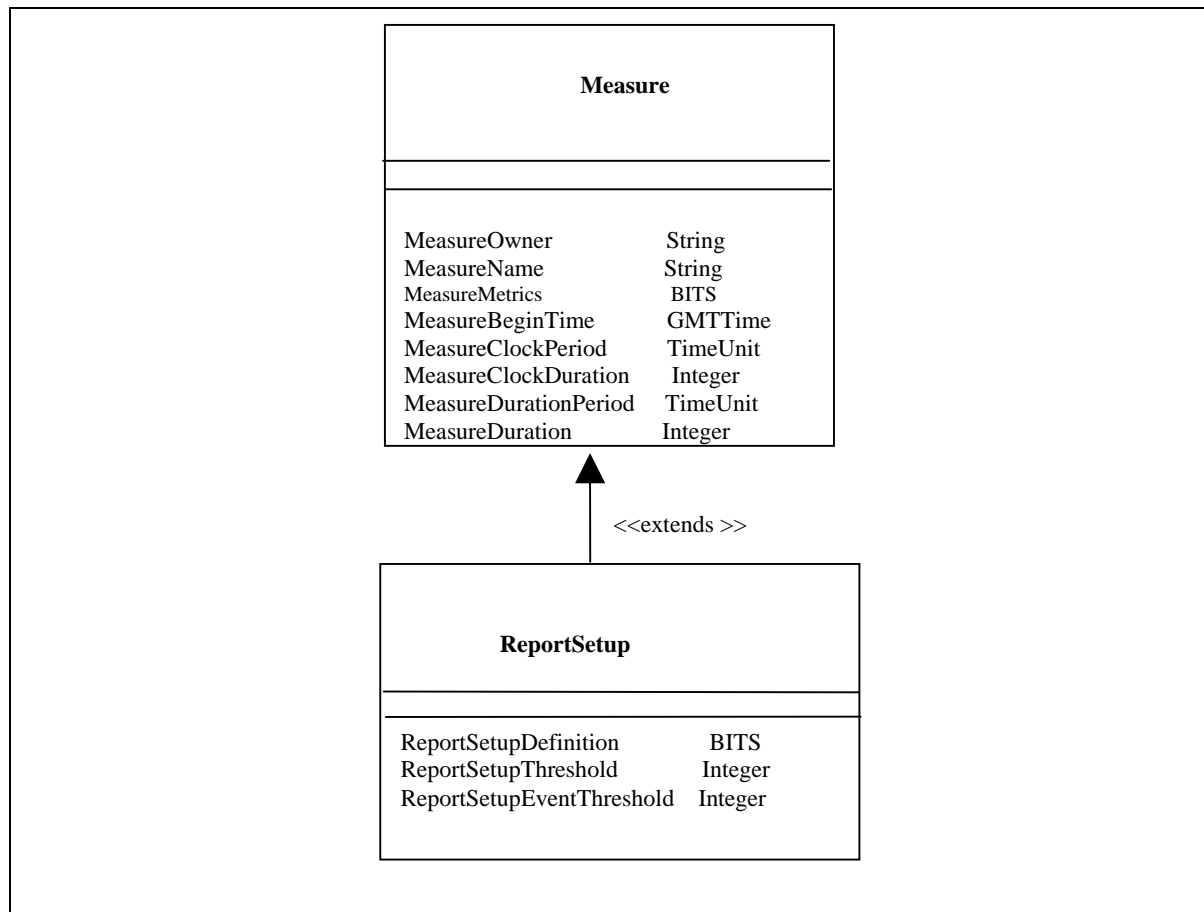 Measure
MeasureOwner String
MeasureName String
MeasureMetrics BITS
MeasureBeginTime GMTTime
MeasureClockPeriod TimeUnit
MeasureClockDuration Integer
MeasureDurationPeriod TimeUnit
MeasureDuration Integer
<<extends >>
ReportSetup
ReportSetupDefinition BITS
ReportSetupThreshold Integer
ReportSetupEventThreshold Integer